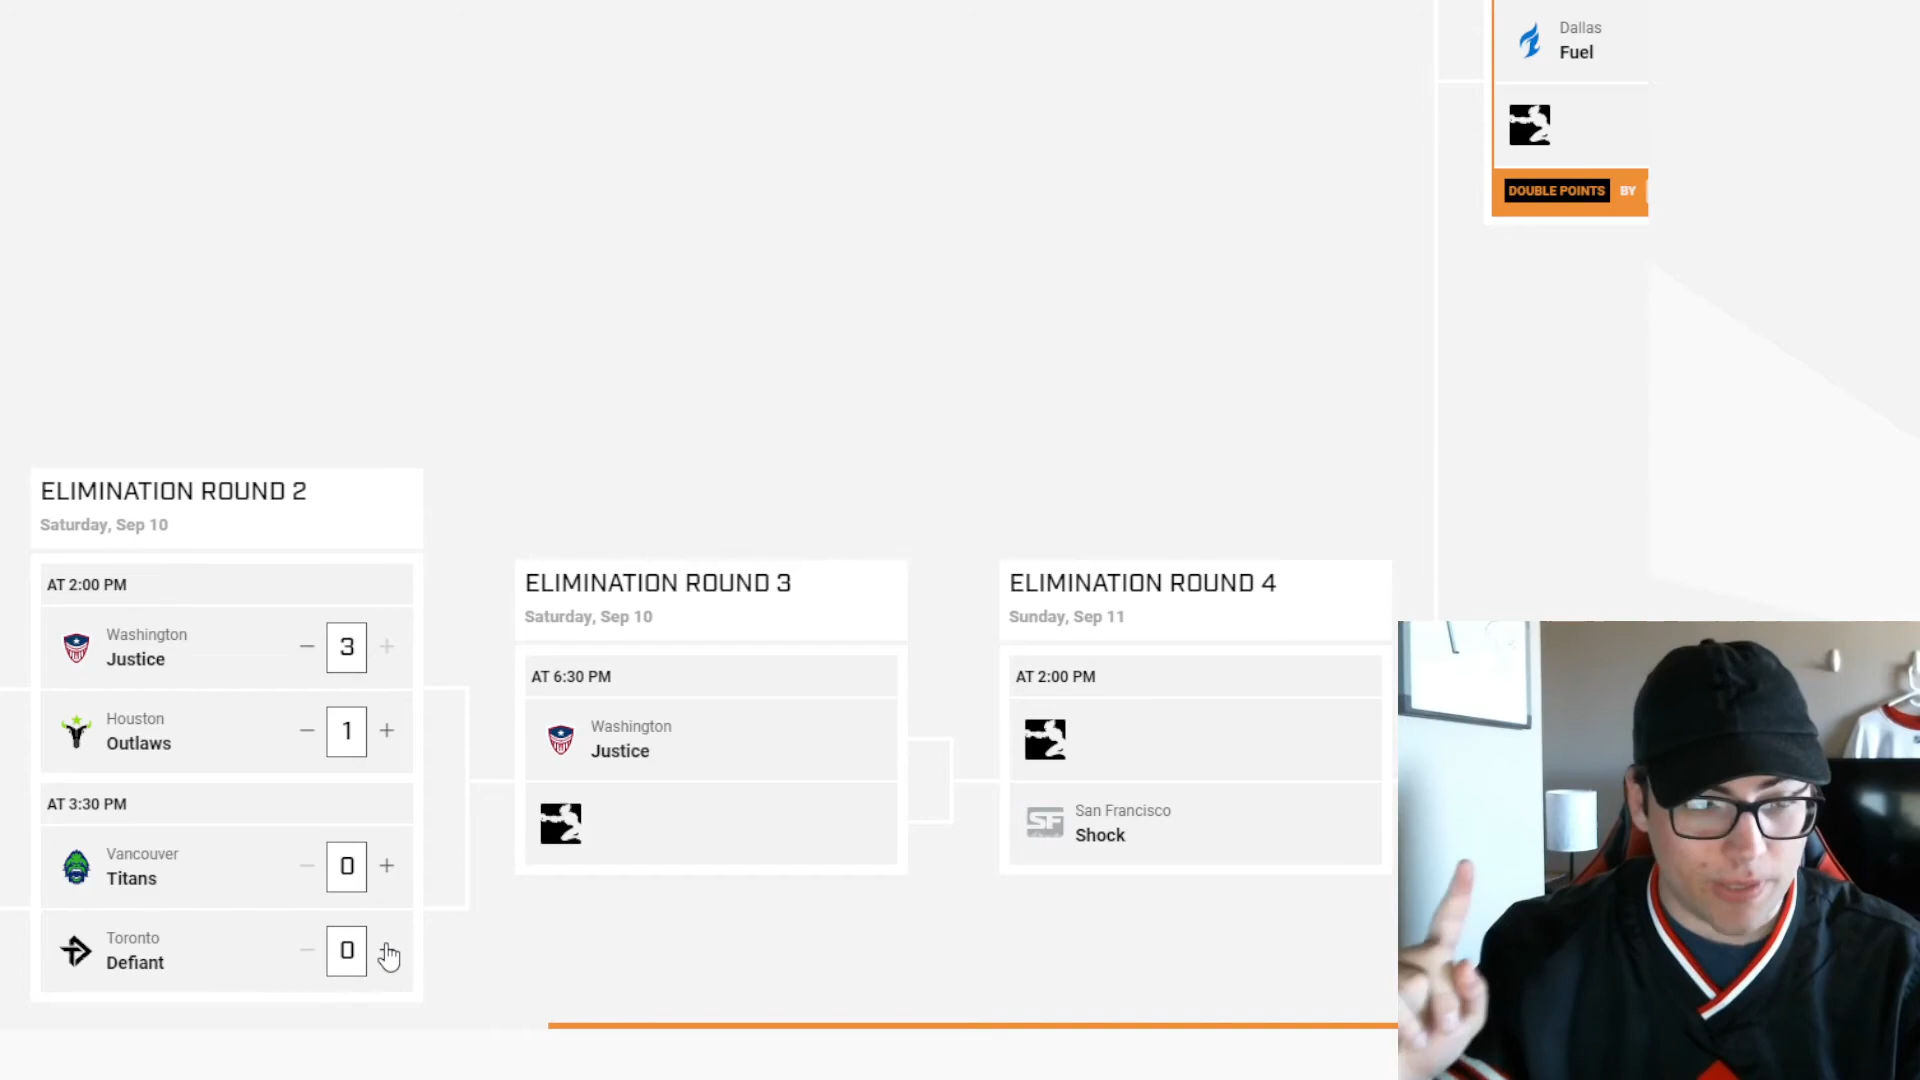 Dallas
Fuel
DOUBLE POINTS BY
ELIMINATION ROUND 2
Saturday, Sep 10
AT 2:00 PM
Washington
Justice
− 3 +
Houston
Outlaws
− 1 +
AT 3:30 PM
Vancouver
Titans
− 0 +
Toronto
Defiant
− 0
ELIMINATION ROUND 3
Saturday, Sep 10
AT 6:30 PM
Washington
Justice
ELIMINATION ROUND 4
Sunday, Sep 11
AT 2:00 PM
SF
San Francisco
Shock